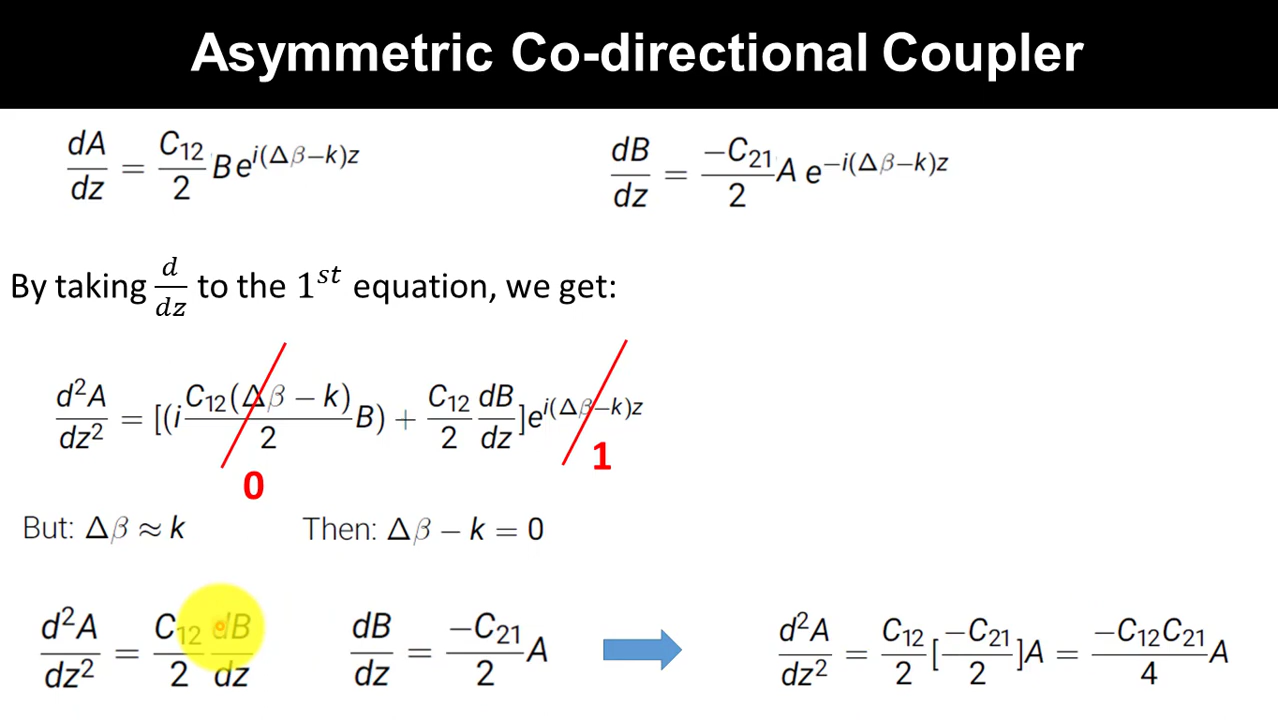 Asymmetric Co-directional Coupler
dA/dz = C₁₂/2 B e^{i(Δβ−k)z}
dB/dz = −C₂₁/2 A e^{−i(Δβ−k)z}
By taking d/dz to the 1ˢᵗ equation, we get:
d²A/dz² = [(i C₁₂(Δβ − k)/2 B) + C₁₂/2 dB/dz]e^{i(Δβ−k)z}
0
1
But: Δβ ≈ k
Then: Δβ − k = 0
d²A/dz² = C₁₂/2 dB/dz
dB/dz = −C₂₁/2 A
d²A/dz² = C₁₂/2 [−C₂₁/2]A = −C₁₂C₂₁/4 A